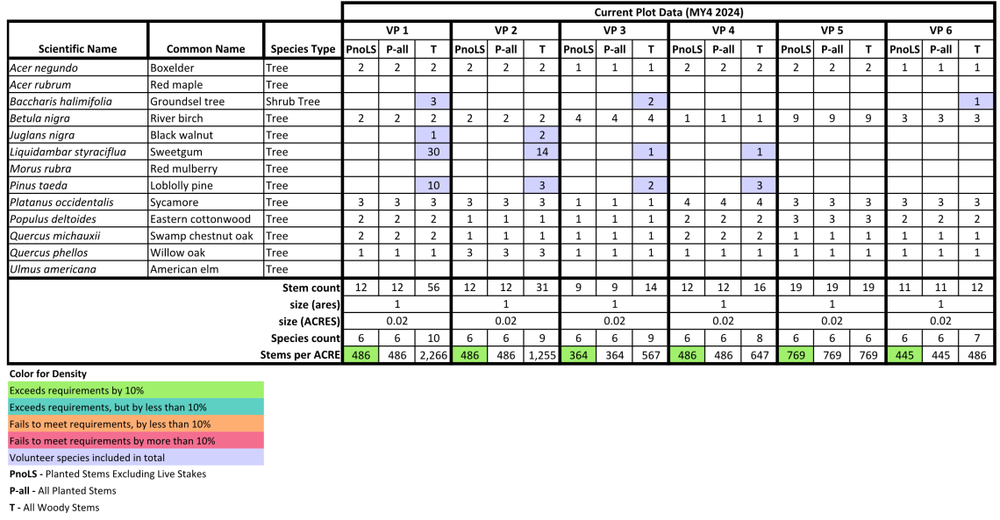 Current Plot Data (MY4 2024)
VP 1 VP 2 VP 3 VP 4 VP 5 VP 6
Scientific Name Common Name Species Type PnoLS P-all T PnoLS P-all T PnoLS P-all T PnoLS P-all T PnoLS P-all T PnoLS P-all T
Acer negundo Boxelder Tree 2 2 2 2 2 2 1 1 1 2 2 2 2 2 2 1 1 1
Acer rubrum Red maple Tree
Baccharis halimifolia Groundsel tree Shrub Tree 3 2 1
Betula nigra River birch Tree 2 2 2 2 2 2 4 4 4 1 1 1 9 9 9 3 3 3
Juglans nigra Black walnut Tree 1 2
Liquidambar styraciflua Sweetgum Tree 30 14 1 1
Morus rubra Red mulberry Tree
Pinus taeda Loblolly pine Tree 10 3 2 3
Platanus occidentalis Sycamore Tree 3 3 3 3 3 3 1 1 1 4 4 4 3 3 3 3 3 3
Populus deltoides Eastern cottonwood Tree 2 2 2 1 1 1 1 1 1 2 2 2 3 3 3 2 2 2
Quercus michauxii Swamp chestnut oak Tree 2 2 2 1 1 1 1 1 1 2 2 2 1 1 1 1 1 1
Quercus phellos Willow oak Tree 1 1 1 3 3 3 1 1 1 1 1 1 1 1 1 1 1 1
Ulmus americana American elm Tree
Stem count 12 12 56 12 12 31 9 9 14 12 12 16 19 19 19 11 11 12
size (ares) 1 1 1 1 1 1
size (ACRES) 0.02 0.02 0.02 0.02 0.02 0.02
Species count 6 6 10 6 6 9 6 6 9 6 6 8 6 6 6 6 6 7
Stems per ACRE 486 486 2,266 486 486 1,255 364 364 567 486 486 647 769 769 769 445 445 486
Color for Density
Exceeds requirements by 10%
Exceeds requirements, but by less than 10%
Fails to meet requirements, by less than 10%
Fails to meet requirements by more than 10%
Volunteer species included in total
PnoLS - Planted Stems Excluding Live Stakes
P-all - All Planted Stems
T - All Woody Stems